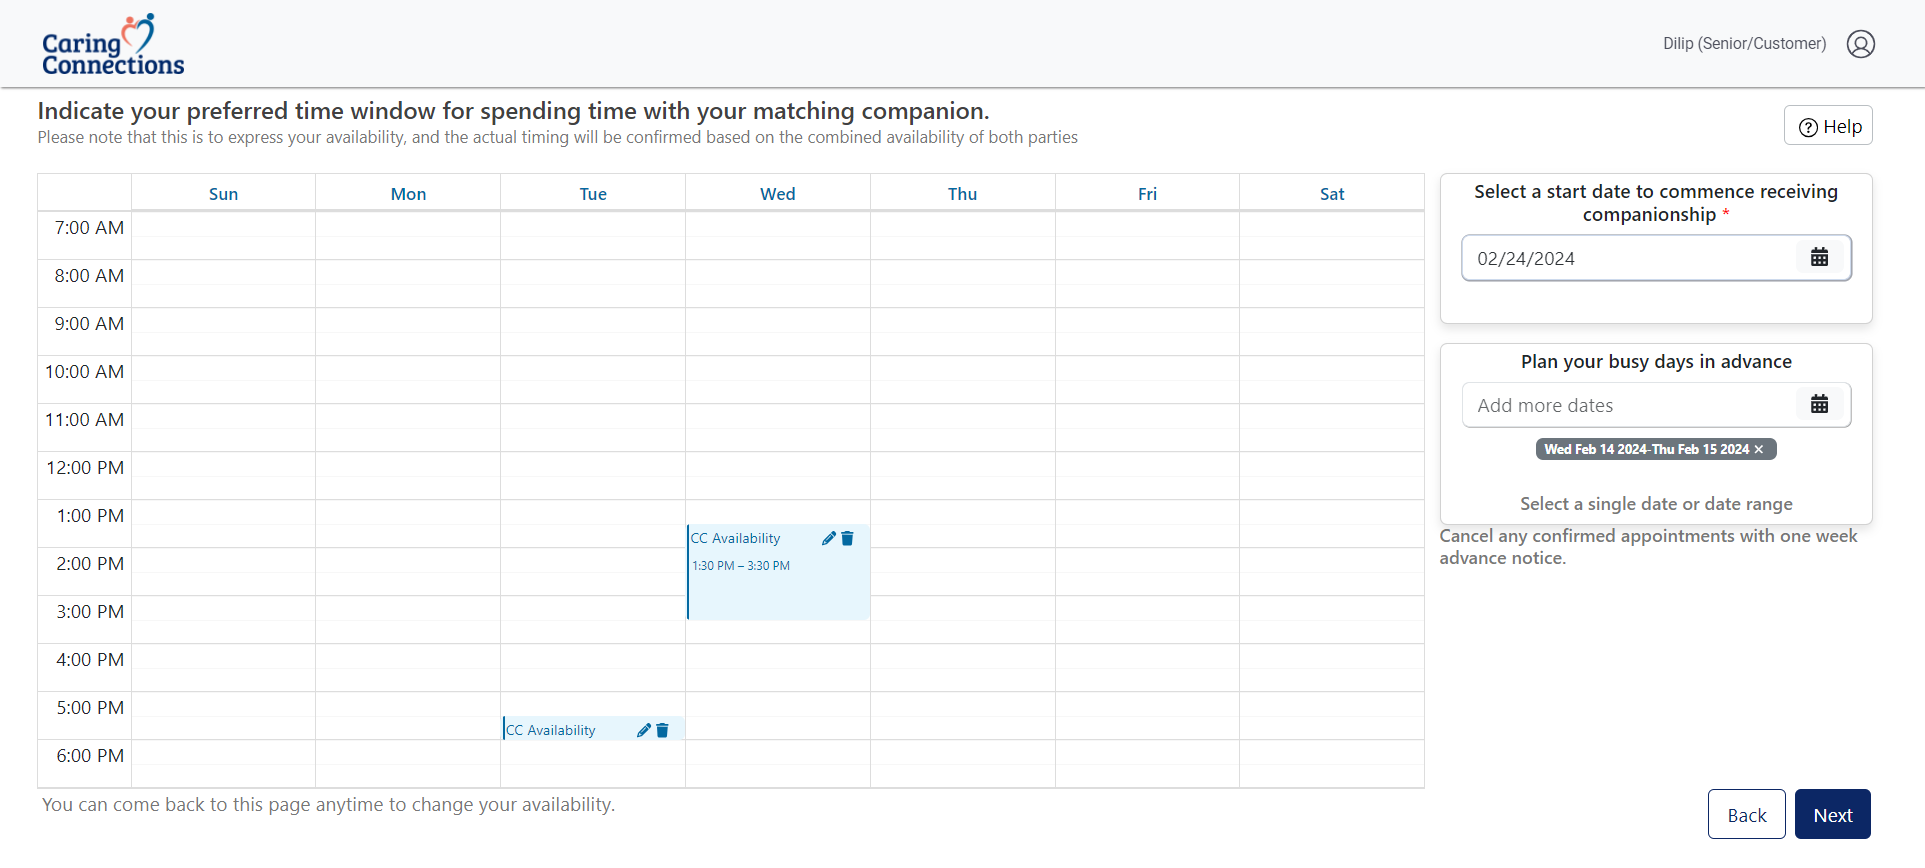 Caring
Connections
Dilip (Senior/Customer)
Indicate your preferred time window for spending time with your matching companion.
Please note that this is to express your availability, and the actual timing will be confirmed based on the combined availability of both parties
Help
Sun Mon Tue Wed Thu Fri Sat
7:00 AM
8:00 AM
9:00 AM
10:00 AM
11:00 AM
12:00 PM
1:00 PM
CC Availability
1:30 PM – 3:30 PM
2:00 PM
3:00 PM
4:00 PM
5:00 PM
CC Availability
6:00 PM
You can come back to this page anytime to change your availability.
Select a start date to commence receiving
companionship *
02/24/2024
Plan your busy days in advance
Add more dates
Wed Feb 14 2024-Thu Feb 15 2024 ×
Select a single date or date range
Cancel any confirmed appointments with one week
advance notice.
Back
Next